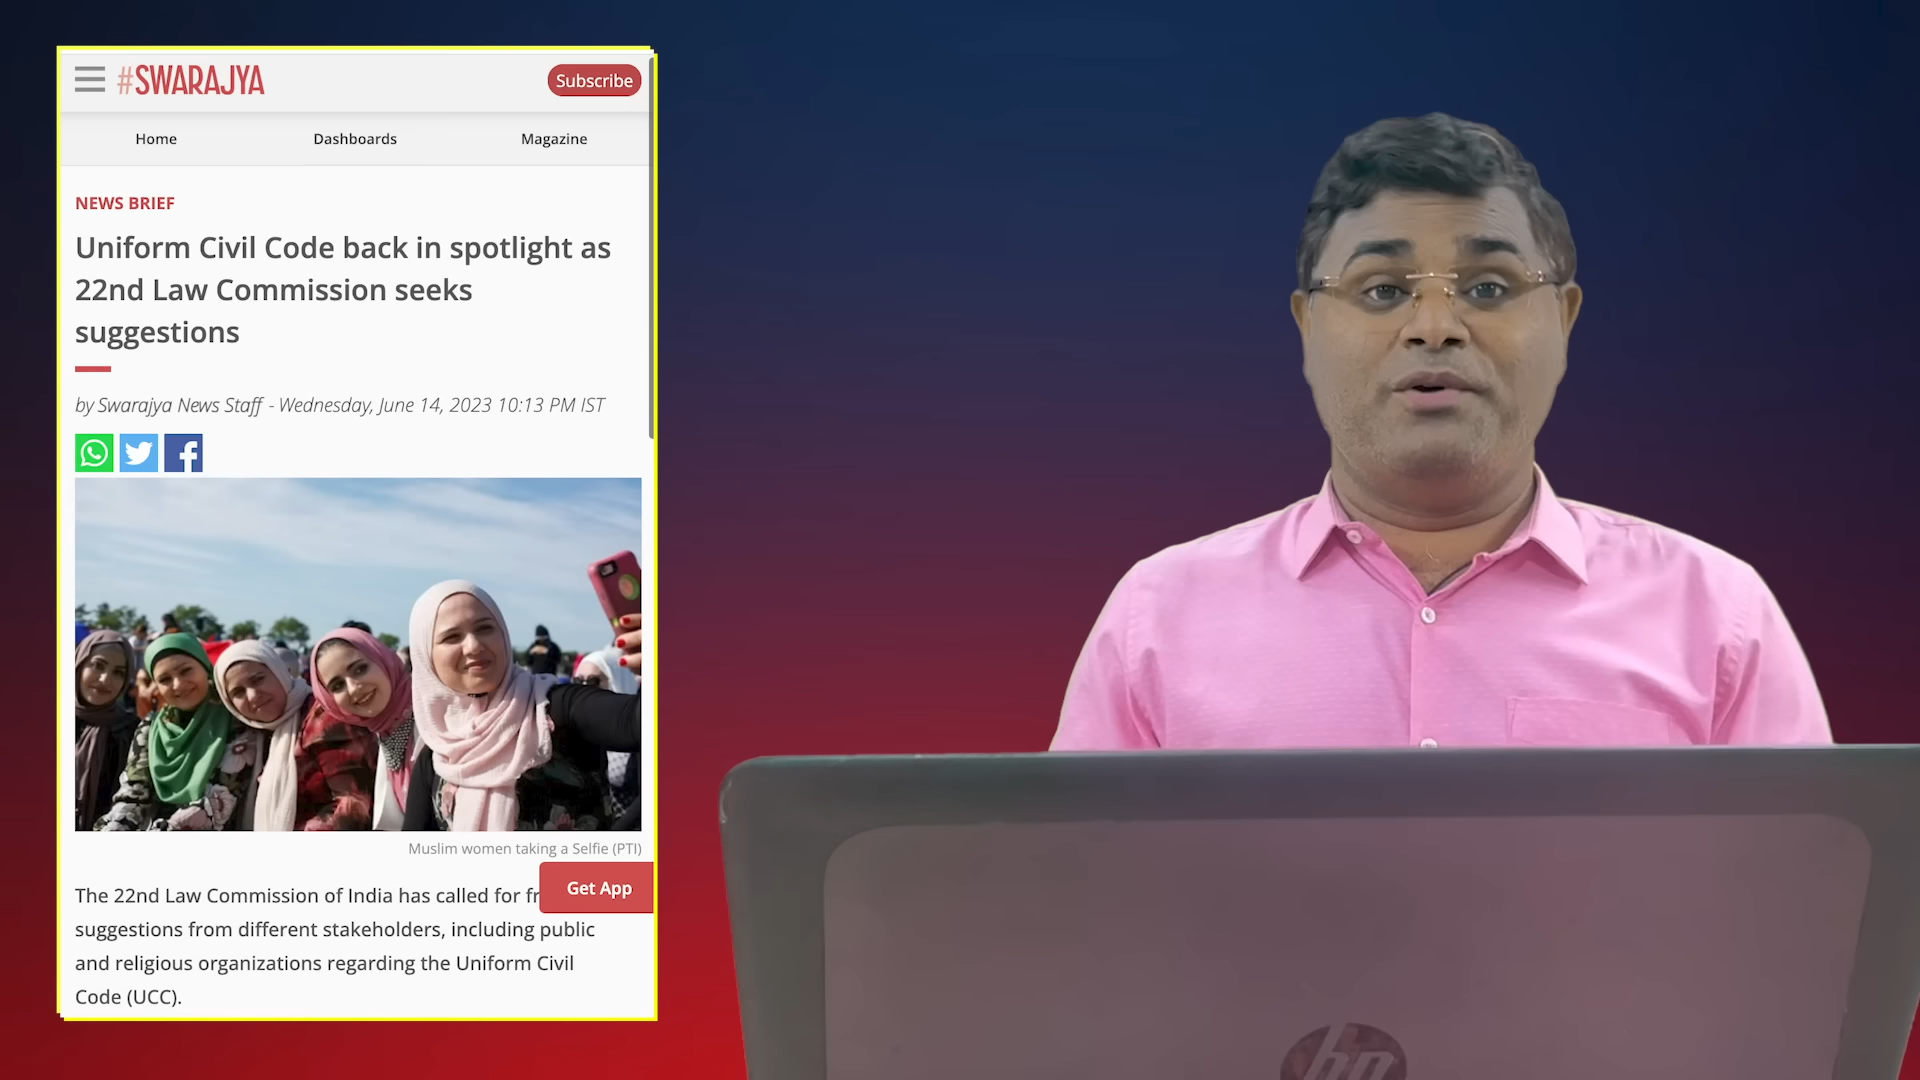 #SWARAJYA
Subscribe
Home Dashboards Magazine
NEWS BRIEF
Uniform Civil Code back in spotlight as
22nd Law Commission seeks
suggestions
by Swarajya News Staff - Wednesday, June 14, 2023 10:13 PM IST
Muslim women taking a Selfie (PTI)
The 22nd Law Commission of India has called for
Get App
suggestions from different stakeholders, including public
and religious organizations regarding the Uniform Civil
Code (UCC).
hp